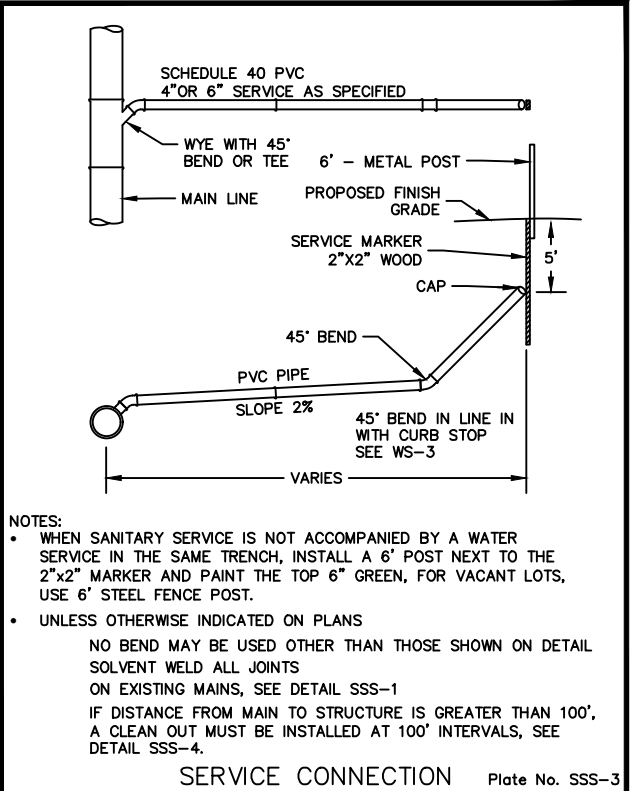 SCHEDULE 40 PVC
4"OR 6" SERVICE AS SPECIFIED
WYE WITH 45°
BEND OR TEE
6' - METAL POST
MAIN LINE
PROPOSED FINISH
GRADE
SERVICE MARKER
2"X2" WOOD
5'
CAP
45° BEND
PVC PIPE
SLOPE 2%
45° BEND IN LINE IN
WITH CURB STOP
SEE WS-3
VARIES
NOTES:
• WHEN SANITARY SERVICE IS NOT ACCOMPANIED BY A WATER
SERVICE IN THE SAME TRENCH, INSTALL A 6' POST NEXT TO THE
2"x2" MARKER AND PAINT THE TOP 6" GREEN, FOR VACANT LOTS,
USE 6' STEEL FENCE POST.
• UNLESS OTHERWISE INDICATED ON PLANS
NO BEND MAY BE USED OTHER THAN THOSE SHOWN ON DETAIL
SOLVENT WELD ALL JOINTS
ON EXISTING MAINS, SEE DETAIL SSS-1
IF DISTANCE FROM MAIN TO STRUCTURE IS GREATER THAN 100',
A CLEAN OUT MUST BE INSTALLED AT 100' INTERVALS, SEE
DETAIL SSS-4.
SERVICE CONNECTION Plate No. SSS-3